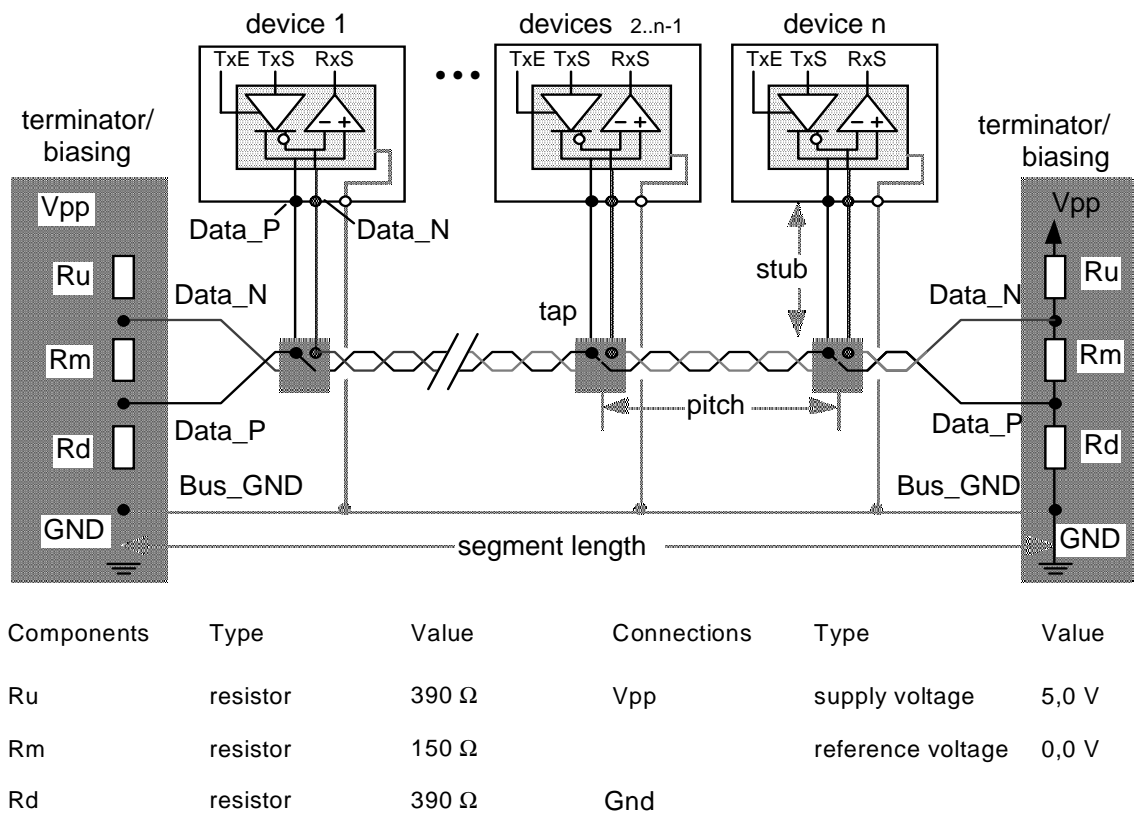 device 1
devices 2..n-1
device n
TxE TxS RxS
TxE TxS RxS
TxE TxS RxS
•••
terminator/
biasing
terminator/
biasing
Vpp
Vpp
Data_P
Data_N
stub
Ru
Ru
Data_N
Data_N
tap
Rm
Rm
pitch
Data_P
Data_P
Rd
Rd
Bus_GND
Bus_GND
GND
GND
segment length
Components Type Value Connections Type Value
Ru resistor 390 Ω Vpp supply voltage 5,0 V
Rm resistor 150 Ω reference voltage 0,0 V
Rd resistor 390 Ω Gnd